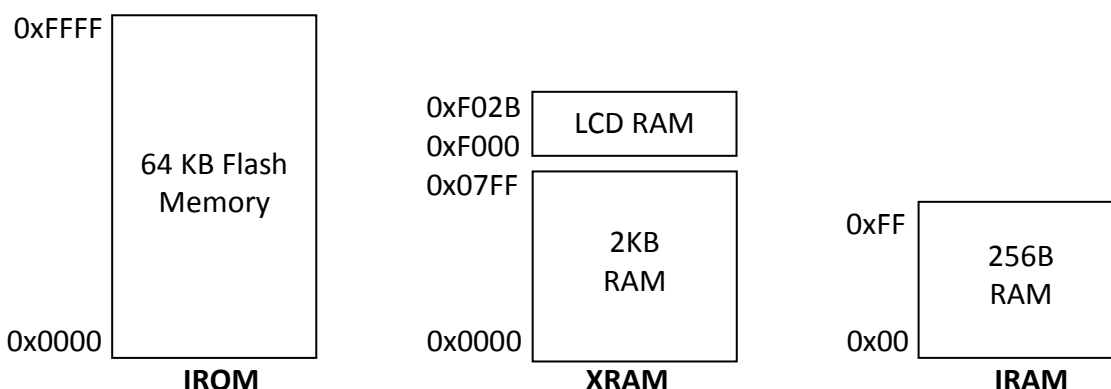 0xFFFF
64 KB Flash
Memory
0x0000
IROM
0xF02B
LCD RAM
0xF000
0x07FF
2KB
RAM
0x0000
XRAM
0xFF
256B
RAM
0x00
IRAM